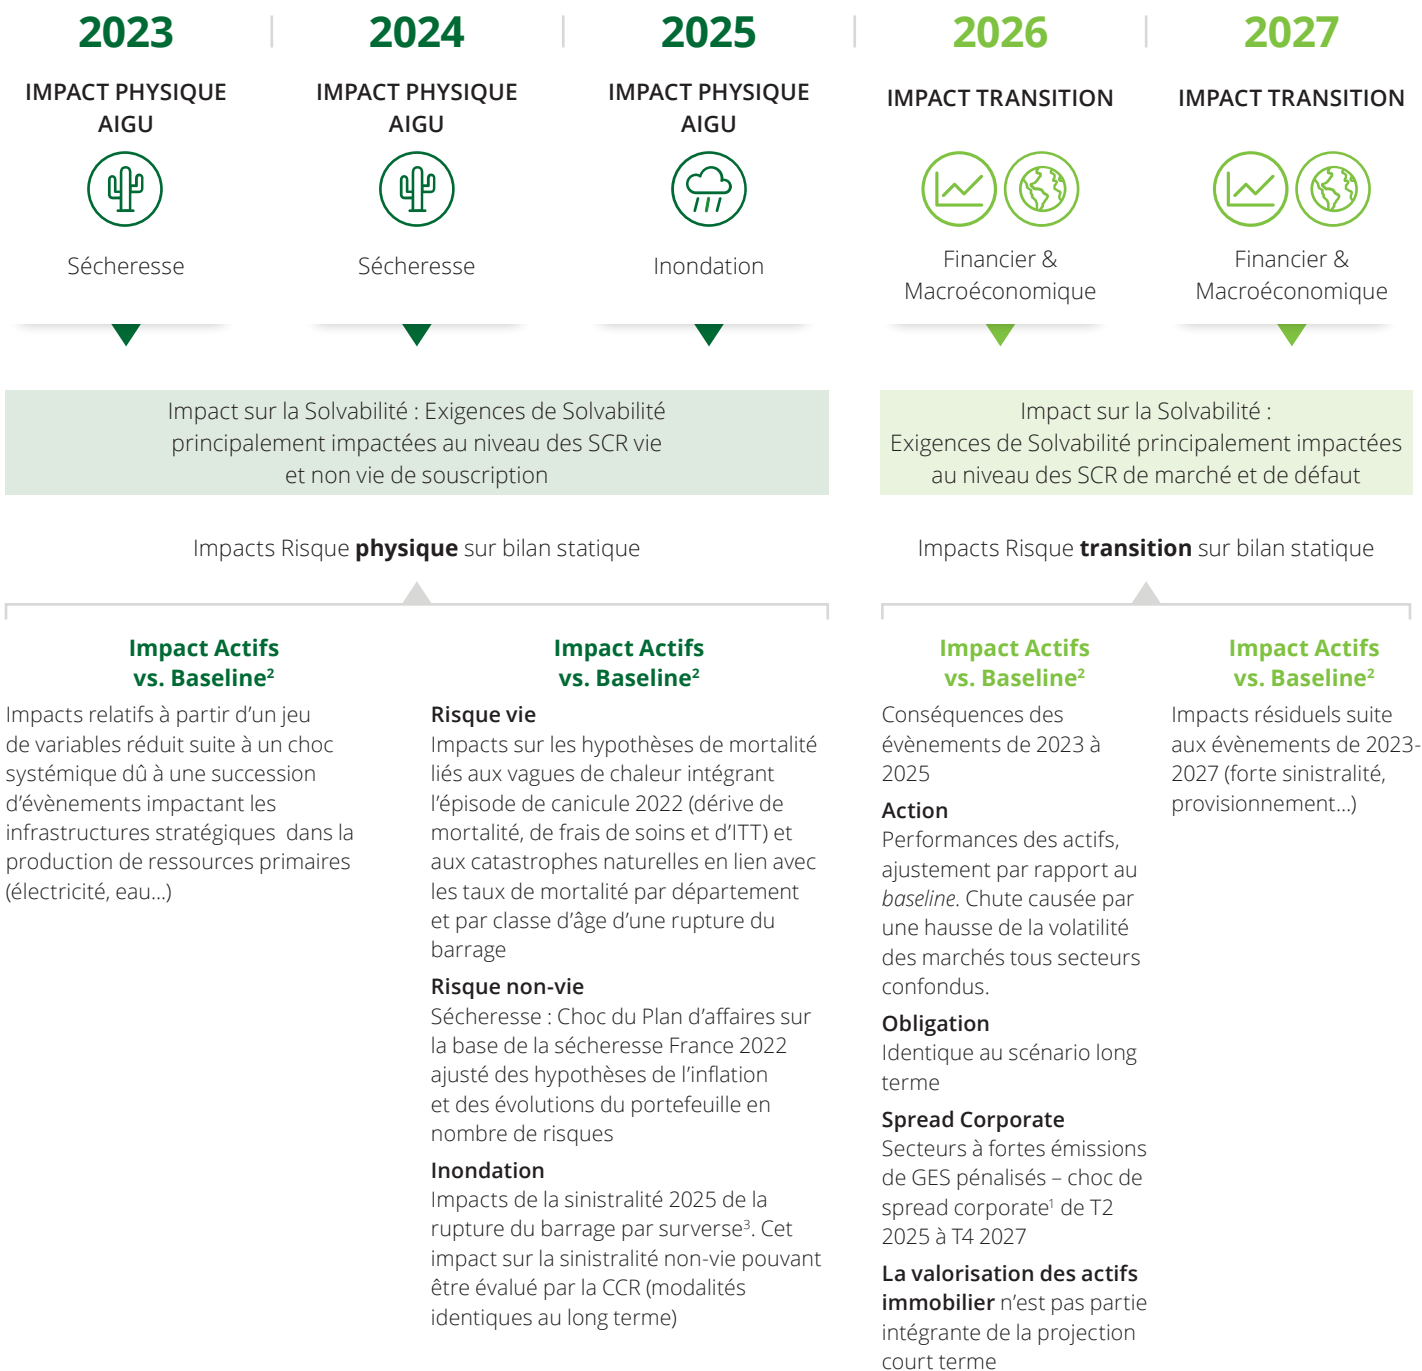 2023
IMPACT PHYSIQUE
AIGU
Sécheresse
2024
IMPACT PHYSIQUE
AIGU
Sécheresse
2025
IMPACT PHYSIQUE
AIGU
Inondation
2026
IMPACT TRANSITION
Financier &
Macroéconomique
2027
IMPACT TRANSITION
Financier &
Macroéconomique
Impact sur la Solvabilité : Exigences de Solvabilité
principalement impactées au niveau des SCR vie
et non vie de souscription
Impact sur la Solvabilité :
Exigences de Solvabilité principalement impactées
au niveau des SCR de marché et de défaut
Impacts Risque physique sur bilan statique
Impacts Risque transition sur bilan statique
Impact Actifs
vs. Baseline²
Impacts relatifs à partir d’un jeu
de variables réduit suite à un choc
systémique dû à une succession
d’évènements impactant les
infrastructures stratégiques dans la
production de ressources primaires
(électricité, eau…)
Impact Actifs
vs. Baseline²
Risque vie
Impacts sur les hypothèses de mortalité
liés aux vagues de chaleur intégrant
l’épisode de canicule 2022 (dérive de
mortalité, de frais de soins et d’ITT) et
aux catastrophes naturelles en lien avec
les taux de mortalité par département
et par classe d’âge d’une rupture du
barrage
Risque non-vie
Sécheresse : Choc du Plan d’affaires sur
la base de la sécheresse France 2022
ajusté des hypothèses de l’inflation
et des évolutions du portefeuille en
nombre de risques
Inondation
Impacts de la sinistralité 2025 de la
rupture du barrage par surverse³. Cet
impact sur la sinistralité non-vie pouvant
être évalué par la CCR (modalités
identiques au long terme)
Impact Actifs
vs. Baseline²
Conséquences des
évènements de 2023 à
2025
Action
Performances des actifs,
ajustement par rapport au
baseline. Chute causée par
une hausse de la volatilité
des marchés tous secteurs
confondus.
Obligation
Identique au scénario long
terme
Spread Corporate
Secteurs à fortes émissions
de GES pénalisés – choc de
spread corporate¹ de T2
2025 à T4 2027
La valorisation des actifs
immobilier n’est pas partie
intégrante de la projection
court terme
Impact Actifs
vs. Baseline²
Impacts résiduels suite
aux évènements de 2023-
2027 (forte sinistralité,
provisionnement…)